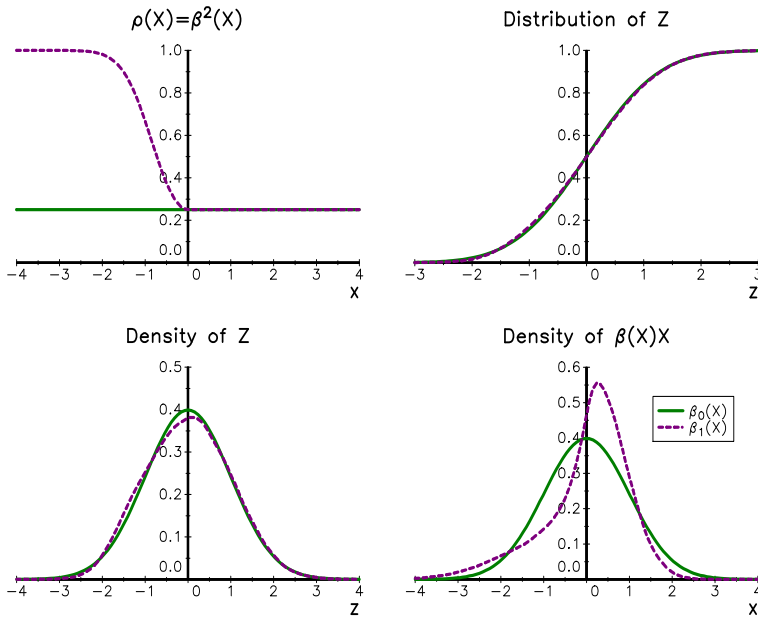 ρ(X)=β²(X)
1.0
0.8
0.6
0.4
0.2
0.0
−4 −3 −2 −1 0 1 2 3 4
X
Distribution of Z
1.0
0.8
0.6
0.4
0.2
0.0
−3 −2 −1 0 1 2 3
Z
Density of Z
0.5
0.4
0.3
0.2
0.1
0.0
−4 −3 −2 −1 0 1 2 3 4
Z
Density of β(X)X
0.6
0.5
0.4
0.3
0.2
0.1
0.0
−4 −3 −2 −1 0 1 2 3 4
X
β₀(X)
β₁(X)